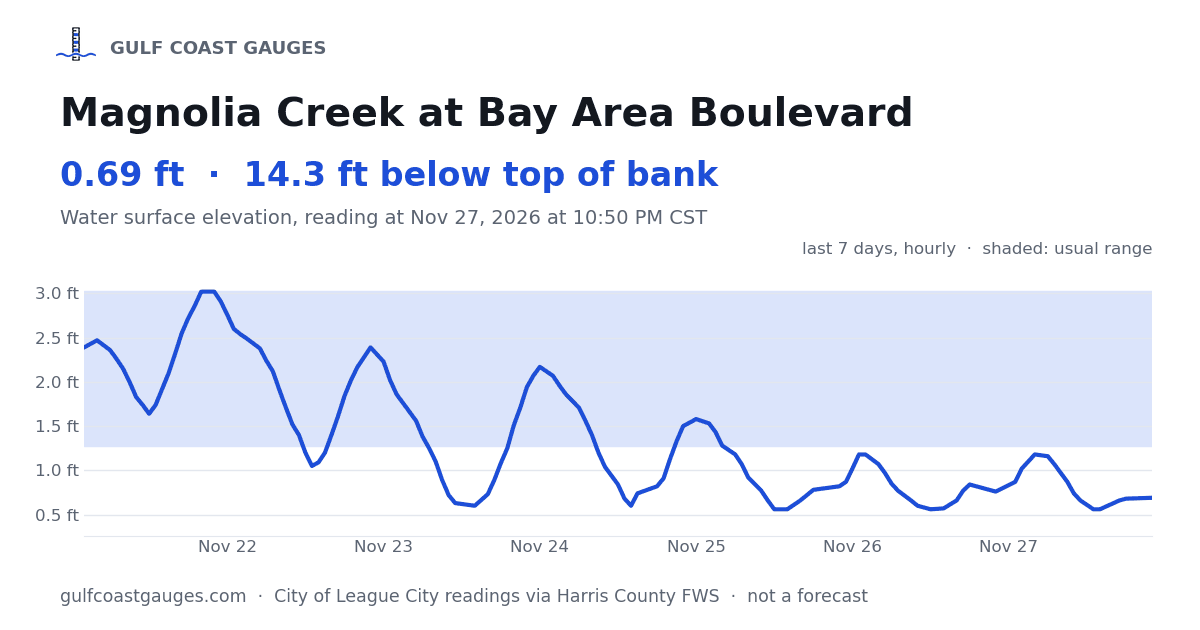 GULF COAST GAUGES
Magnolia Creek at Bay Area Boulevard
0.69 ft · 14.3 ft below top of bank
Water surface elevation, reading at Nov 27, 2026 at 10:50 PM CST
last 7 days, hourly · shaded: usual range
3.0 ft
2.5 ft
2.0 ft
1.5 ft
1.0 ft
0.5 ft
Nov 22 Nov 23 Nov 24 Nov 25 Nov 26 Nov 27
gulfcoastgauges.com · City of League City readings via Harris County FWS · not a forecast